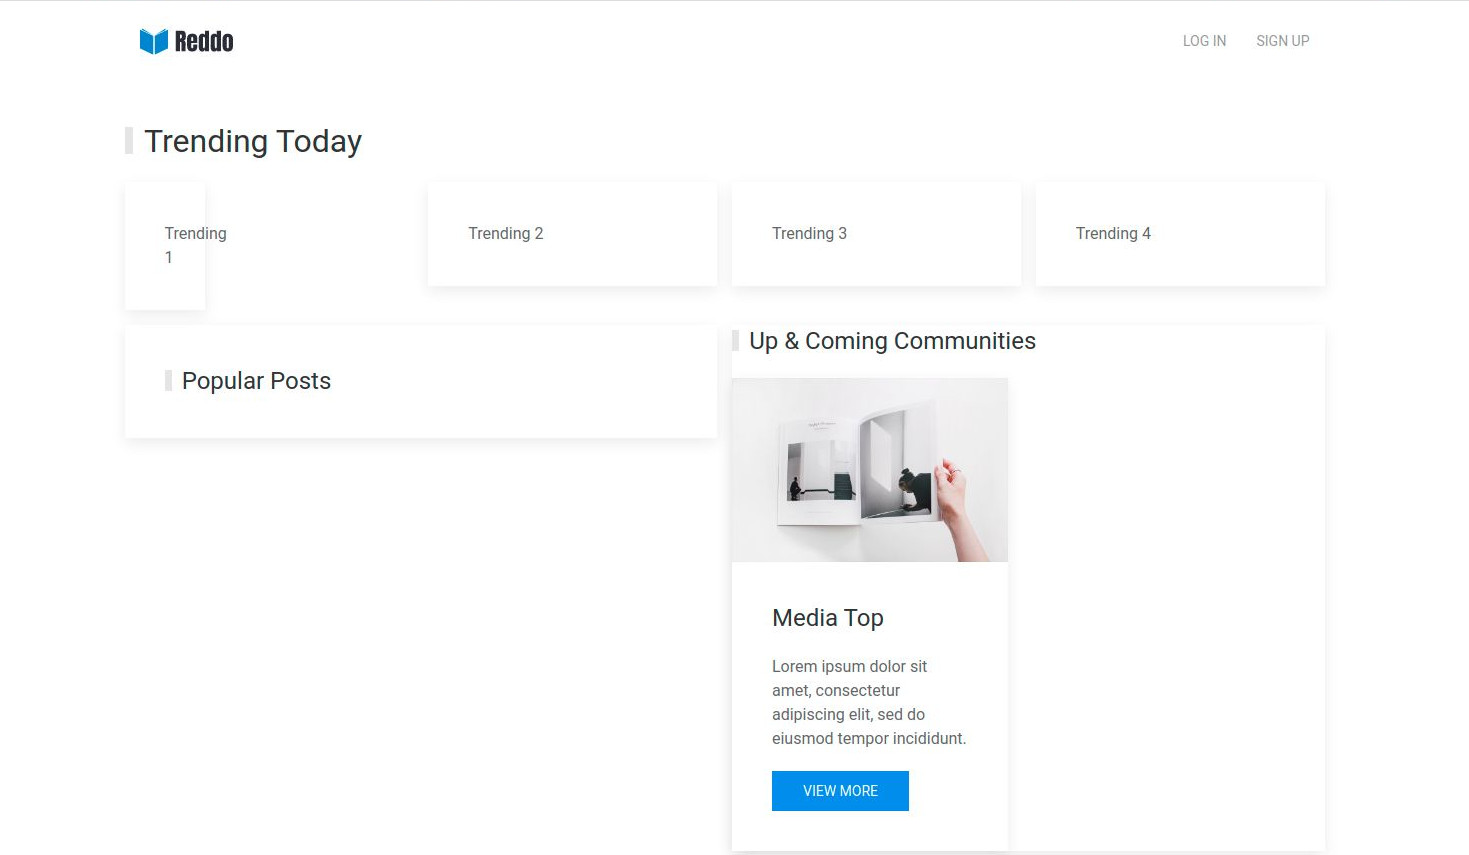 Reddo
LOG IN
SIGN UP
Trending Today
Trending
1
Trending 2
Trending 3
Trending 4
Popular Posts
Up & Coming Communities
Media Top
Lorem ipsum dolor sit
amet, consectetur
adipiscing elit, sed do
eiusmod tempor incididunt.
VIEW MORE